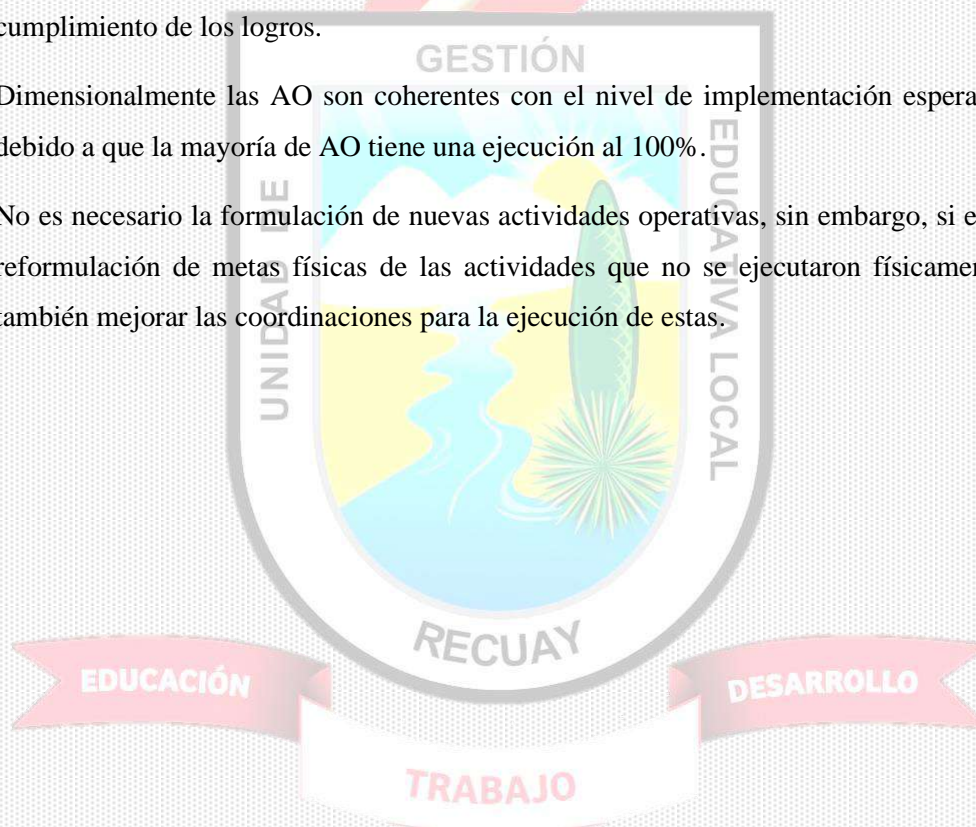 cumplimiento de los logros.
Dimensionalmente las AO son coherentes con el nivel de implementación espera
debido a que la mayoría de AO tiene una ejecución al 100%.
No es necesario la formulación de nuevas actividades operativas, sin embargo, si e
reformulación de metas físicas de las actividades que no se ejecutaron físicamen
también mejorar las coordinaciones para la ejecución de estas.
UNIDAD DE
GESTIÓN
EDUCATIVA LOCAL
RECUAY
EDUCACIÓN
TRABAJO
DESARROLLO